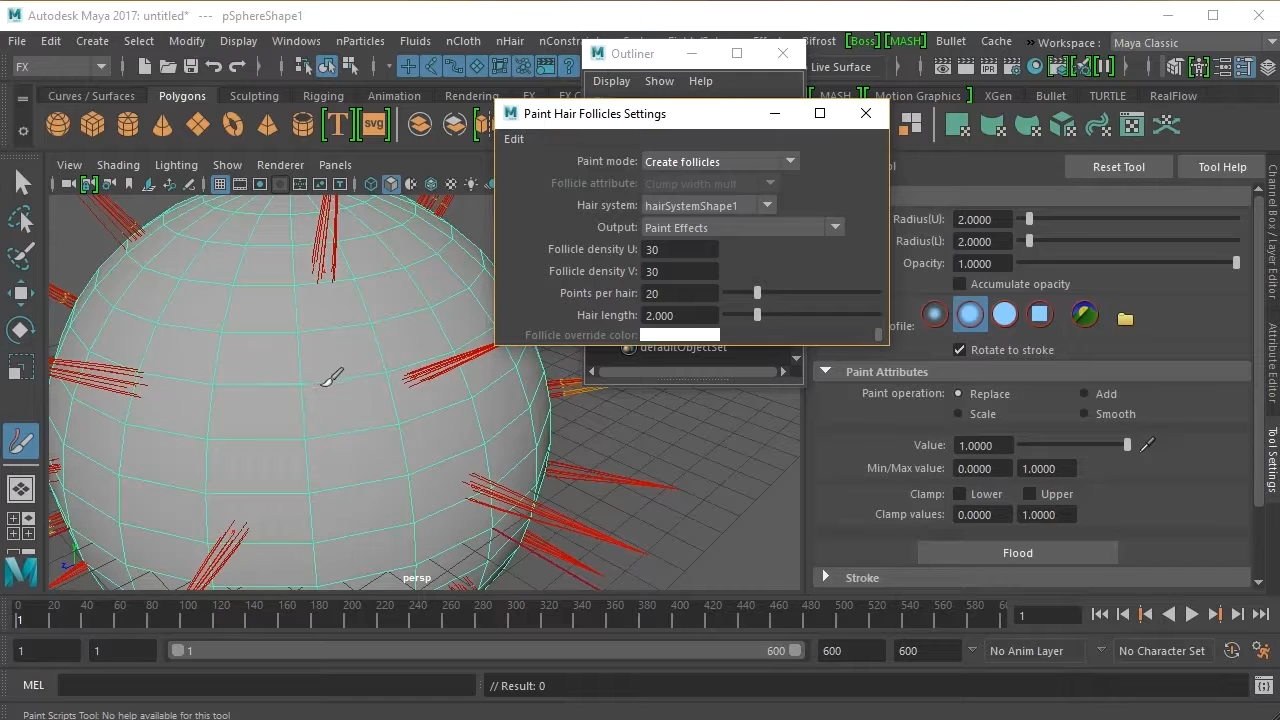 Autodesk Maya 2017: untitled* --- pSphereShape1
File Edit Create Select Modify Display Windows nParticles Fluids nCloth nHair nConstra Boss [MASH] Bullet Cache » Workspace : Maya Classic
Outliner
FX
Display Show Help
Live Surface
Curves / Surfaces Polygons Sculpting Rigging Animation Rendering FX FX C MASH Motion Graphics XGen Bullet TURTLE RealFlow
Paint Hair Follicles Settings
T svg
Edit
View Shading Lighting Show Renderer Panels
Reset Tool Tool Help
Paint mode: Create follicles
Follicle attribute: Clump width mult
Hair system: hairSystemShape1
Output: Paint Effects
Follicle density U: 30
Follicle density V: 30
Points per hair: 20
Hair length: 2.000
Follicle override color:
defaultObjectSet
Radius(U): 2.0000
Radius(L): 2.0000
Opacity: 1.0000
Accumulate opacity
ofile:
Rotate to stroke
Paint Attributes
Paint operation: Replace Add
Scale Smooth
Value: 1.0000
Min/Max value: 0.0000 1.0000
Clamp: Lower Upper
Clamp values: 0.0000 1.0000
Flood
Stroke
Channel Box / Layer Editor
Attribute Editor
Tool Settings
persp
0 20 40 60 80 100 120 140 160 180 200 220 240 260 280 300 320 340 360 380 400 420 440 460 480 500 520 540 560 580 60
1 1
1 1 1 600 600 600 No Anim Layer No Character Set
MEL // Result: 0
Paint Scripts Tool: No help available for this tool